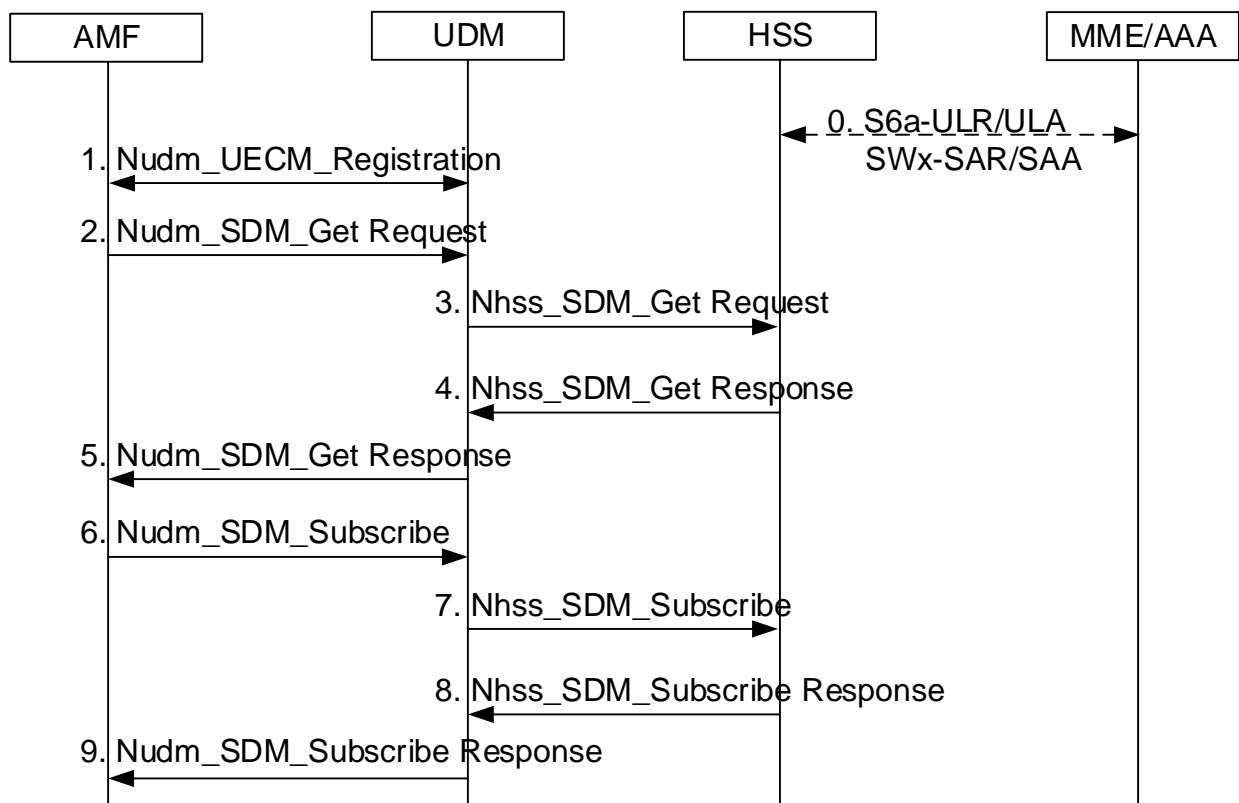 AMF
UDM
HSS
MME/AAA
0. S6a-ULR/ULA
SWx-SAR/SAA
1. Nudm_UECM_Registration
2. Nudm_SDM_Get Request
3. Nhss_SDM_Get Request
4. Nhss_SDM_Get Response
5. Nudm_SDM_Get Response
6. Nudm_SDM_Subscribe
7. Nhss_SDM_Subscribe
8. Nhss_SDM_Subscribe Response
9. Nudm_SDM_Subscribe Response